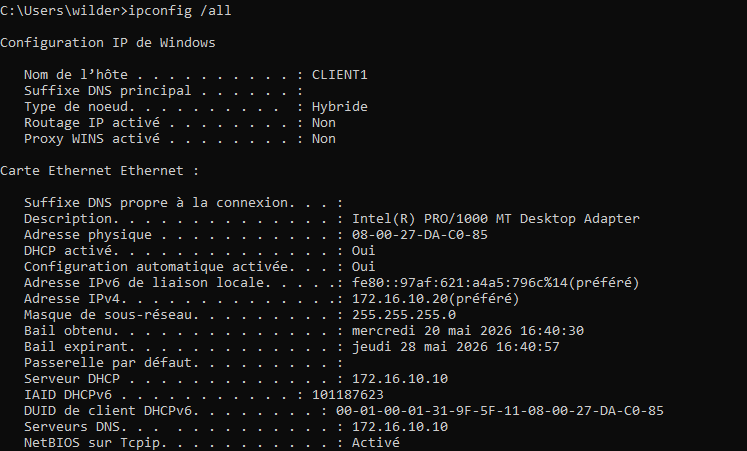 C:\Users\wilder>ipconfig /all
Configuration IP de Windows
Nom de l’hôte . . . . . . . . . . : CLIENT1
Suffixe DNS principal . . . . . . :
Type de noeud. . . . . . . . . . : Hybride
Routage IP activé . . . . . . . . : Non
Proxy WINS activé . . . . . . . . : Non
Carte Ethernet Ethernet :
Suffixe DNS propre à la connexion. . . :
Description. . . . . . . . . . . . . . : Intel(R) PRO/1000 MT Desktop Adapter
Adresse physique . . . . . . . . . . . : 08-00-27-DA-C0-85
DHCP activé. . . . . . . . . . . . . . : Oui
Configuration automatique activée. . . : Oui
Adresse IPv6 de liaison locale. . . . .: fe80::97af:621:a4a5:796c%14(préféré)
Adresse IPv4. . . . . . . . . . . . . .: 172.16.10.20(préféré)
Masque de sous-réseau. . . . . . . . . : 255.255.255.0
Bail obtenu. . . . . . . . . . . . . . : mercredi 20 mai 2026 16:40:30
Bail expirant. . . . . . . . . . . . . : jeudi 28 mai 2026 16:40:57
Passerelle par défaut. . . . . . . . . :
Serveur DHCP . . . . . . . . . . . . . : 172.16.10.10
IAID DHCPv6 . . . . . . . . . . . : 101187623
DUID de client DHCPv6. . . . . . . . : 00-01-00-01-31-9F-5F-11-08-00-27-DA-C0-85
Serveurs DNS. . . . . . . . . . . . . : 172.16.10.10
NetBIOS sur Tcpip. . . . . . . . . . . : Activé